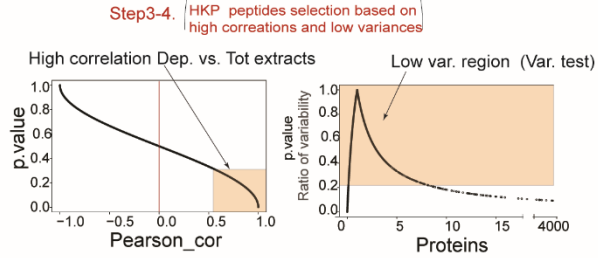 Step3-4. HKP peptides selection based on
high correations and low variances
High correlation Dep. vs. Tot extracts
Low var. region (Var. test)
1.0
0.8
0.6
0.4
0.2
0.0
p.value
−1.0 −0.5 0.0 0.5 1.0
Pearson_cor
1.0
0.8
0.6
0.4
0.2
0.0
p.value
Ratio of variability
0 5 10 15 4000
Proteins